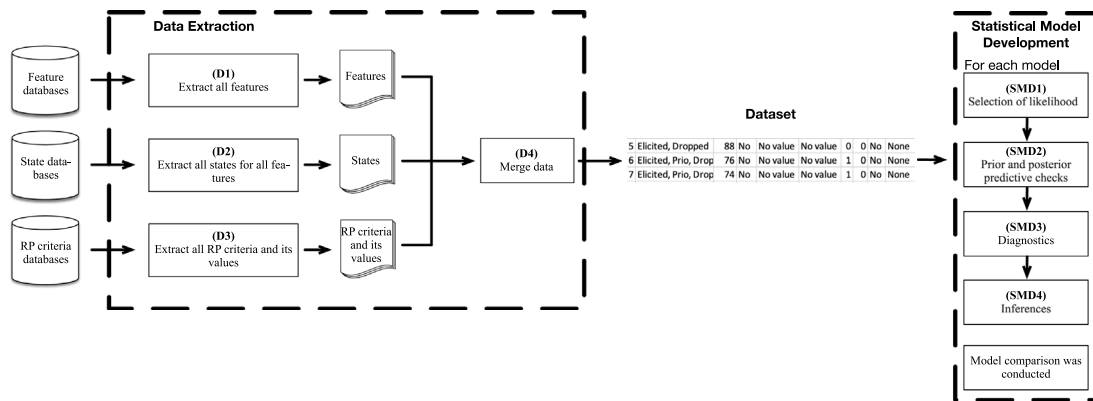 Data Extraction
Feature
databases
(D1)
Extract all features
Features
State data-
bases
(D2)
Extract all states for all fea-
tures
States
RP criteria
databases
(D3)
Extract all RP criteria and its
values
RP criteria
and its
values
(D4)
Merge data
Dataset
5 Elicited, Dropped 88 No No value No value 0 0 No None
6 Elicited, Prio, Drop 76 No No value No value 1 0 No None
7 Elicited, Prio, Drop 74 No No value No value 1 0 No None
Statistical Model
Development
For each model
(SMD1)
Selection of likelihood
(SMD2)
Prior and posterior
predictive checks
(SMD3)
Diagnostics
(SMD4)
Inferences
Model comparison was
conducted